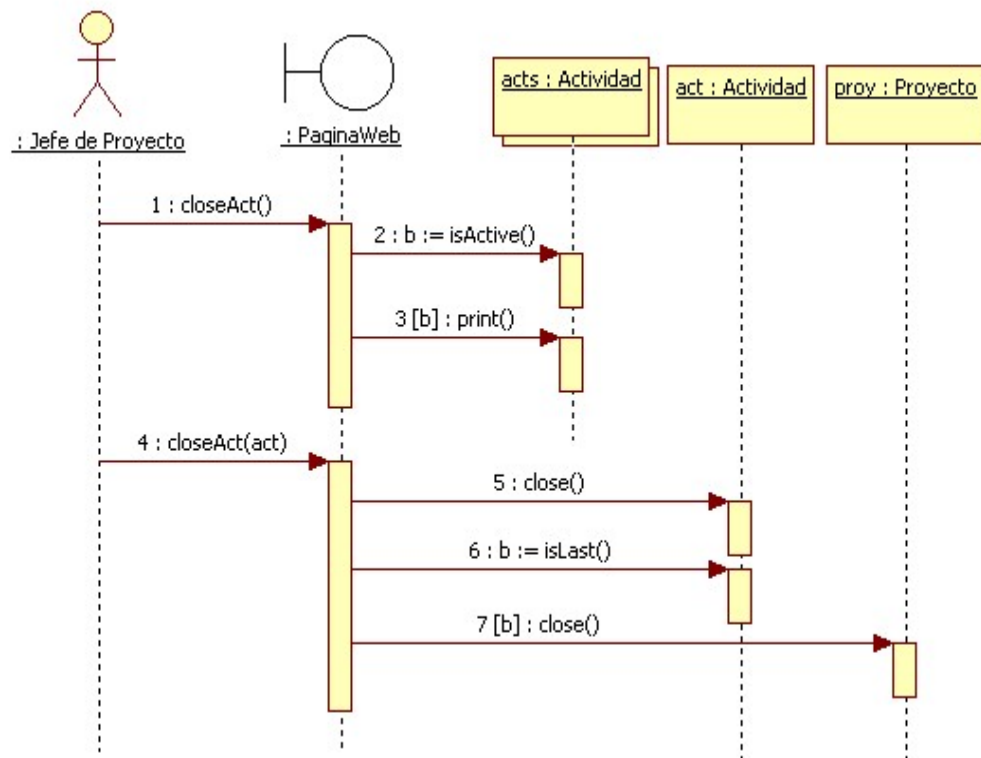 : Jefe de Proyecto
: PaginaWeb
acts : Actividad
act : Actividad
proy : Proyecto
1 : closeAct()
2 : b := isActive()
3 [b] : print()
4 : closeAct(act)
5 : close()
6 : b := isLast()
7 [b] : close()